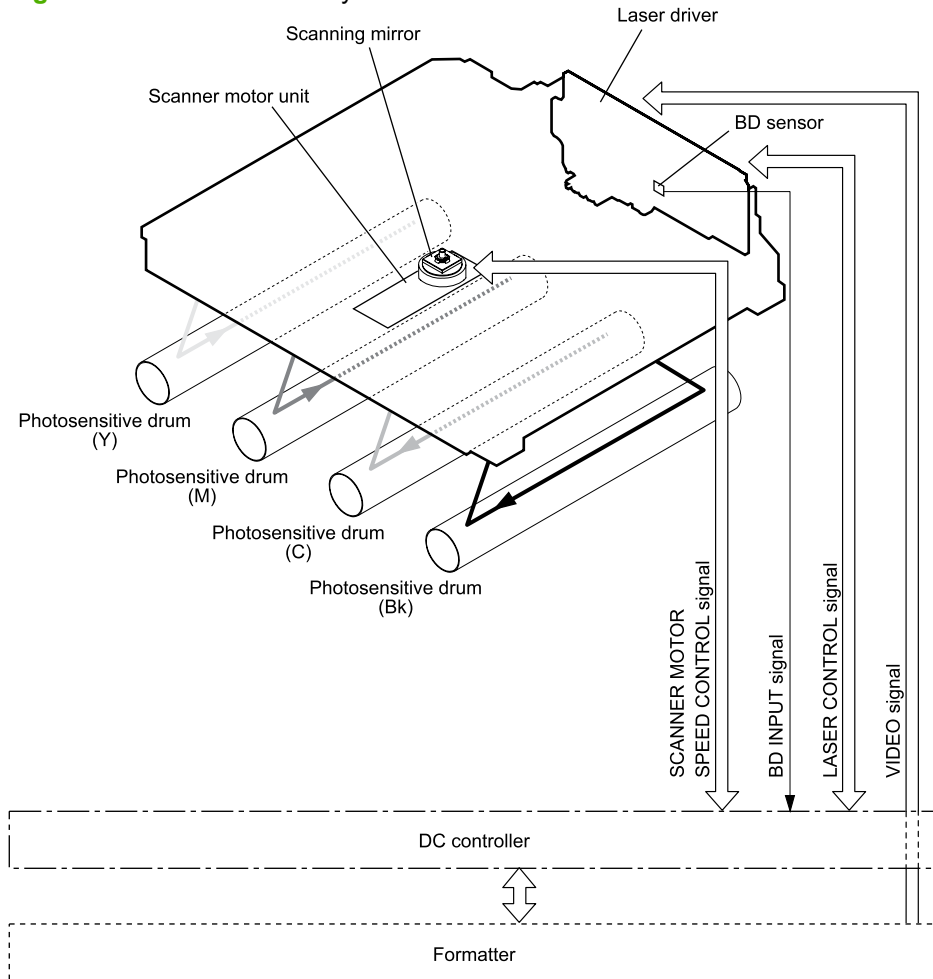 Laser driver
Scanning mirror
Scanner motor unit
BD sensor
Photosensitive drum
(Y)
Photosensitive drum
(M)
Photosensitive drum
(C)
Photosensitive drum
(Bk)
SCANNER MOTOR
SPEED CONTROL signal
BD INPUT signal
LASER CONTROL signal
VIDEO signal
DC controller
Formatter